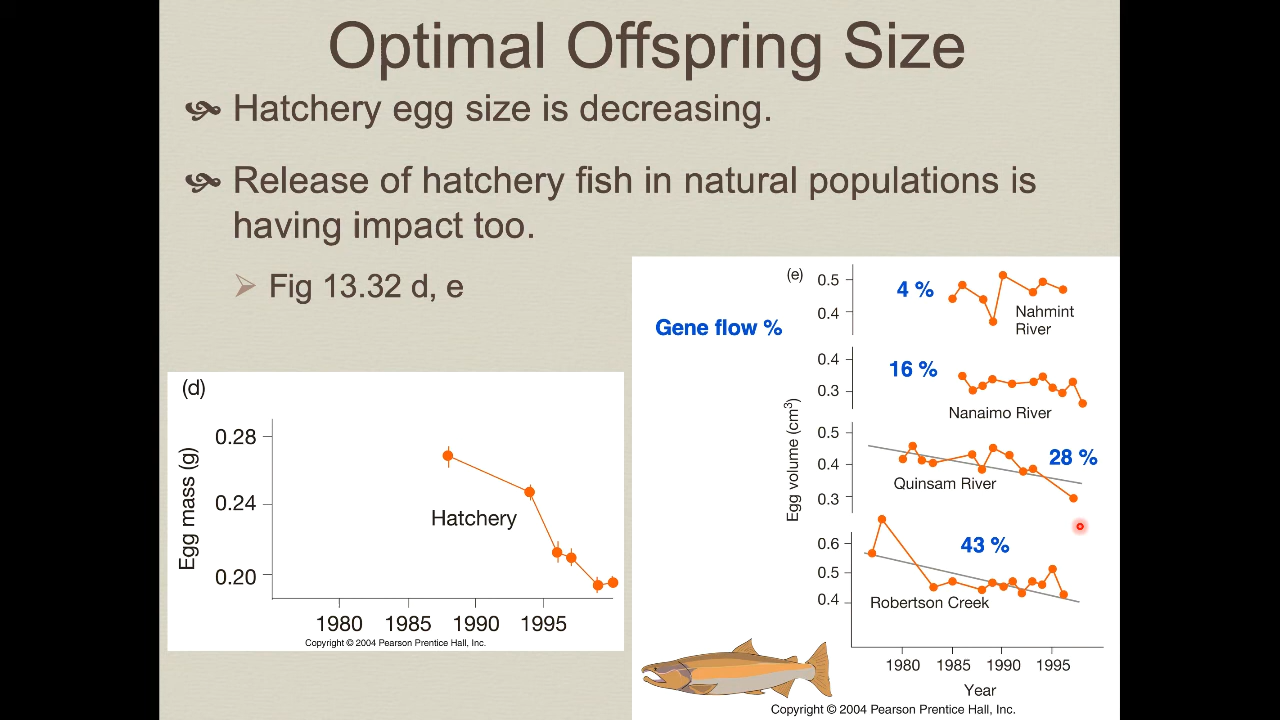 Optimal Offspring Size
Hatchery egg size is decreasing.
Release of hatchery fish in natural populations is
having impact too.
Fig 13.32 d, e
(d)
Egg mass (g)
0.28
0.24
0.20
Hatchery
1980 1985 1990 1995
Copyright © 2004 Pearson Prentice Hall, Inc.
Gene flow %
(e)
Egg volume (cm³)
0.5
0.4
4 %
Nahmint
River
0.4
0.3
16 %
Nanaimo River
0.5
0.4
0.3
28 %
Quinsam River
0.6
0.5
0.4
43 %
Robertson Creek
1980 1985 1990 1995
Year
Copyright © 2004 Pearson Prentice Hall, Inc.